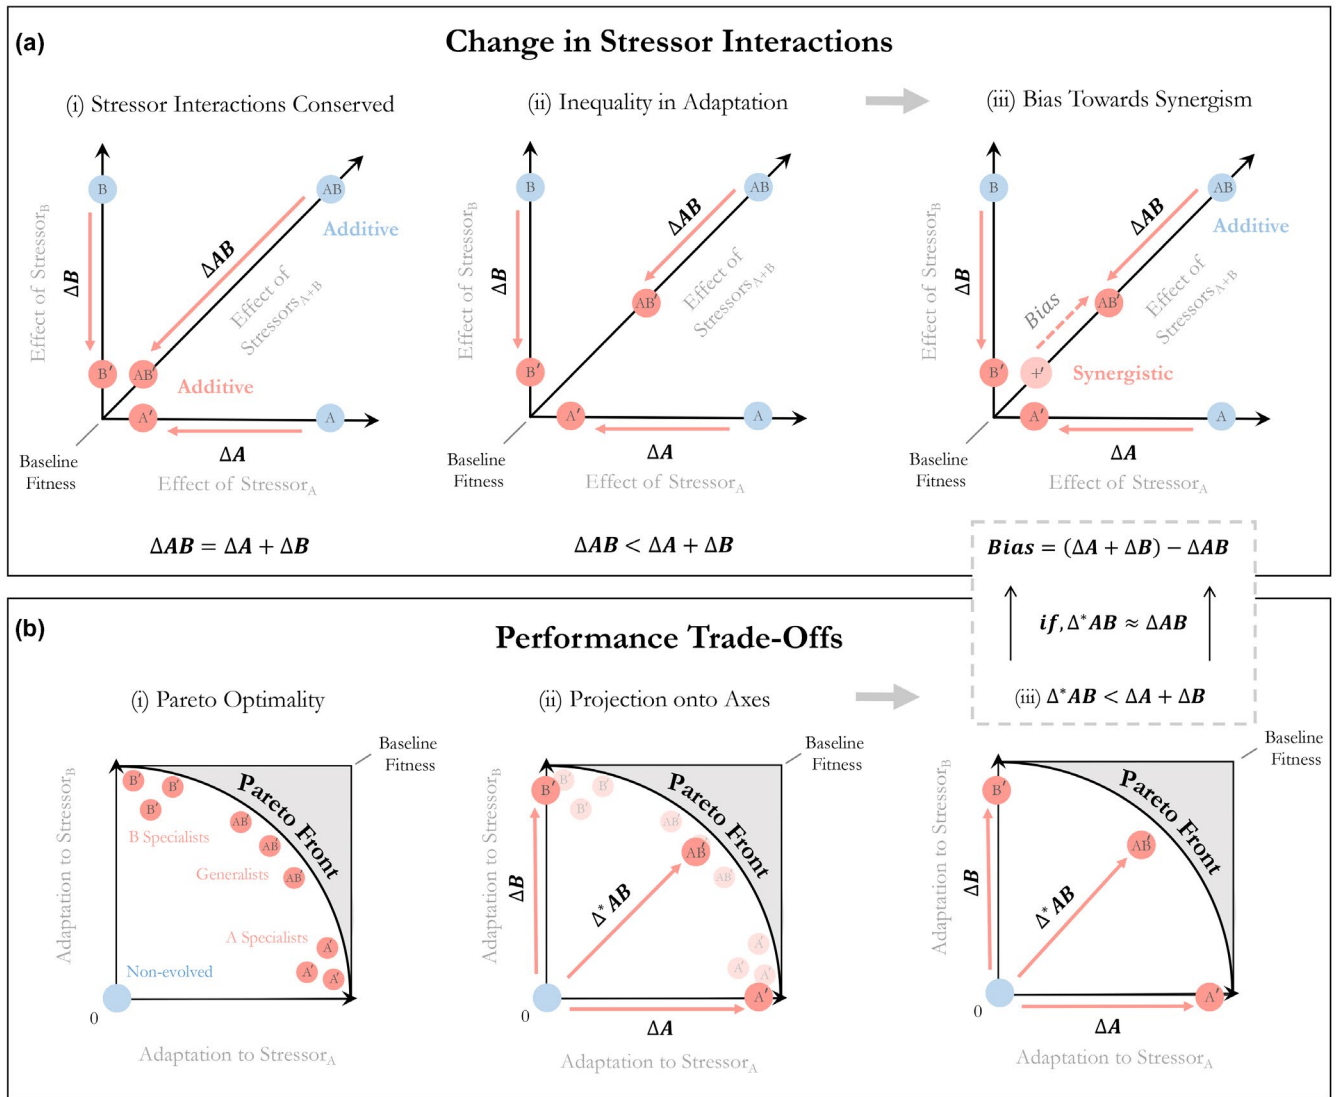 (a)
Change in Stressor Interactions
(i) Stressor Interactions Conserved
B
AB
Additive
ΔB
ΔAB
Effect of Stressor_B
Effect of
Stressors_A+B
B′
AB′
Additive
A′
A
ΔA
Baseline
Fitness
Effect of Stressor_A
ΔAB = ΔA + ΔB
(ii) Inequality in Adaptation
B
AB
ΔB
ΔAB
Effect of Stressor_B
Effect of
Stressors_A+B
AB′
B′
A′
A
ΔA
Baseline
Fitness
Effect of Stressor_A
ΔAB < ΔA + ΔB
(iii) Bias Towards Synergism
B
AB
Additive
ΔB
ΔAB
Effect of Stressor_B
Effect of
Stressors_A+B
Bias
AB′
B′
+′
Synergistic
A′
A
ΔA
Baseline
Fitness
Effect of Stressor_A
Bias = (ΔA + ΔB) − ΔAB
if, Δ*AB ≈ ΔAB
(iii) Δ*AB < ΔA + ΔB
(b)
Performance Trade-Offs
(i) Pareto Optimality
Baseline
Fitness
Pareto Front
Adaptation to Stressor_B
B′
B′
B′
B Specialists
AB′
AB′
Generalists
AB′
A Specialists
A′
A′
A′
Non-evolved
0
Adaptation to Stressor_A
(ii) Projection onto Axes
Baseline
Fitness
Pareto Front
Adaptation to Stressor_B
B′
B′
B′
B′
AB′
AB′
AB′
ΔB
Δ*AB
A′
A′
A′
A′
0
ΔA
Adaptation to Stressor_A
Baseline
Fitness
Pareto Front
Adaptation to Stressor_B
B′
AB′
ΔB
Δ*AB
A′
0
ΔA
Adaptation to Stressor_A